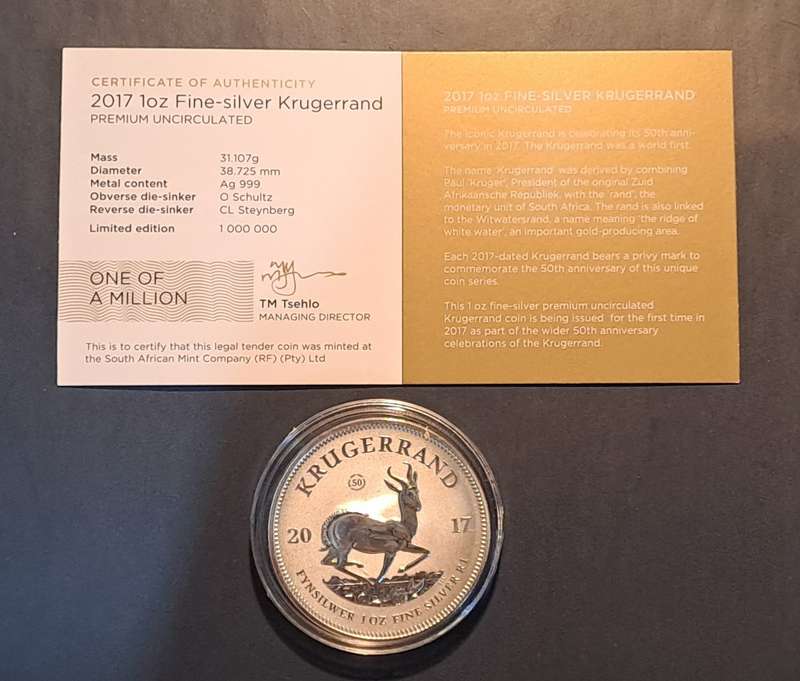 CERTIFICATE OF AUTHENTICITY
2017 1oz Fine-silver Krugerrand
PREMIUM UNCIRCULATED
Mass 31.107g
Diameter 38.725 mm
Metal content Ag 999
Obverse die-sinker O Schultz
Reverse die-sinker CL Steynberg
Limited edition 1 000 000
ONE OF
A MILLION
TM Tsehlo
MANAGING DIRECTOR
This is to certify that this legal tender coin was minted at
the South African Mint Company (RF) (Pty) Ltd
2017 1oz FINE-SILVER KRUGERRAND
PREMIUM UNCIRCULATED
The iconic Krugerrand is celebrating its 50th anni-
versary in 2017. The Krugerrand was a world first.
The name 'Krugerrand' was derived by combining
Paul 'Kruger', President of the original Zuid
Afrikaansche Republiek, with the 'rand', the
monetary unit of South Africa. The rand is also linked
to the Witwatersrand, a name meaning 'the ridge of
white water', an important gold-producing area.
Each 2017-dated Krugerrand bears a privy mark to
commemorate the 50th anniversary of this unique
coin series.
This 1 oz fine-silver premium uncirculated
Krugerrand coin is being issued for the first time in
2017 as part of the wider 50th anniversary
celebrations of the Krugerrand.
KRUGERRAND
50
20 17
FYNSILWER 1 OZ FINE SILVER R1